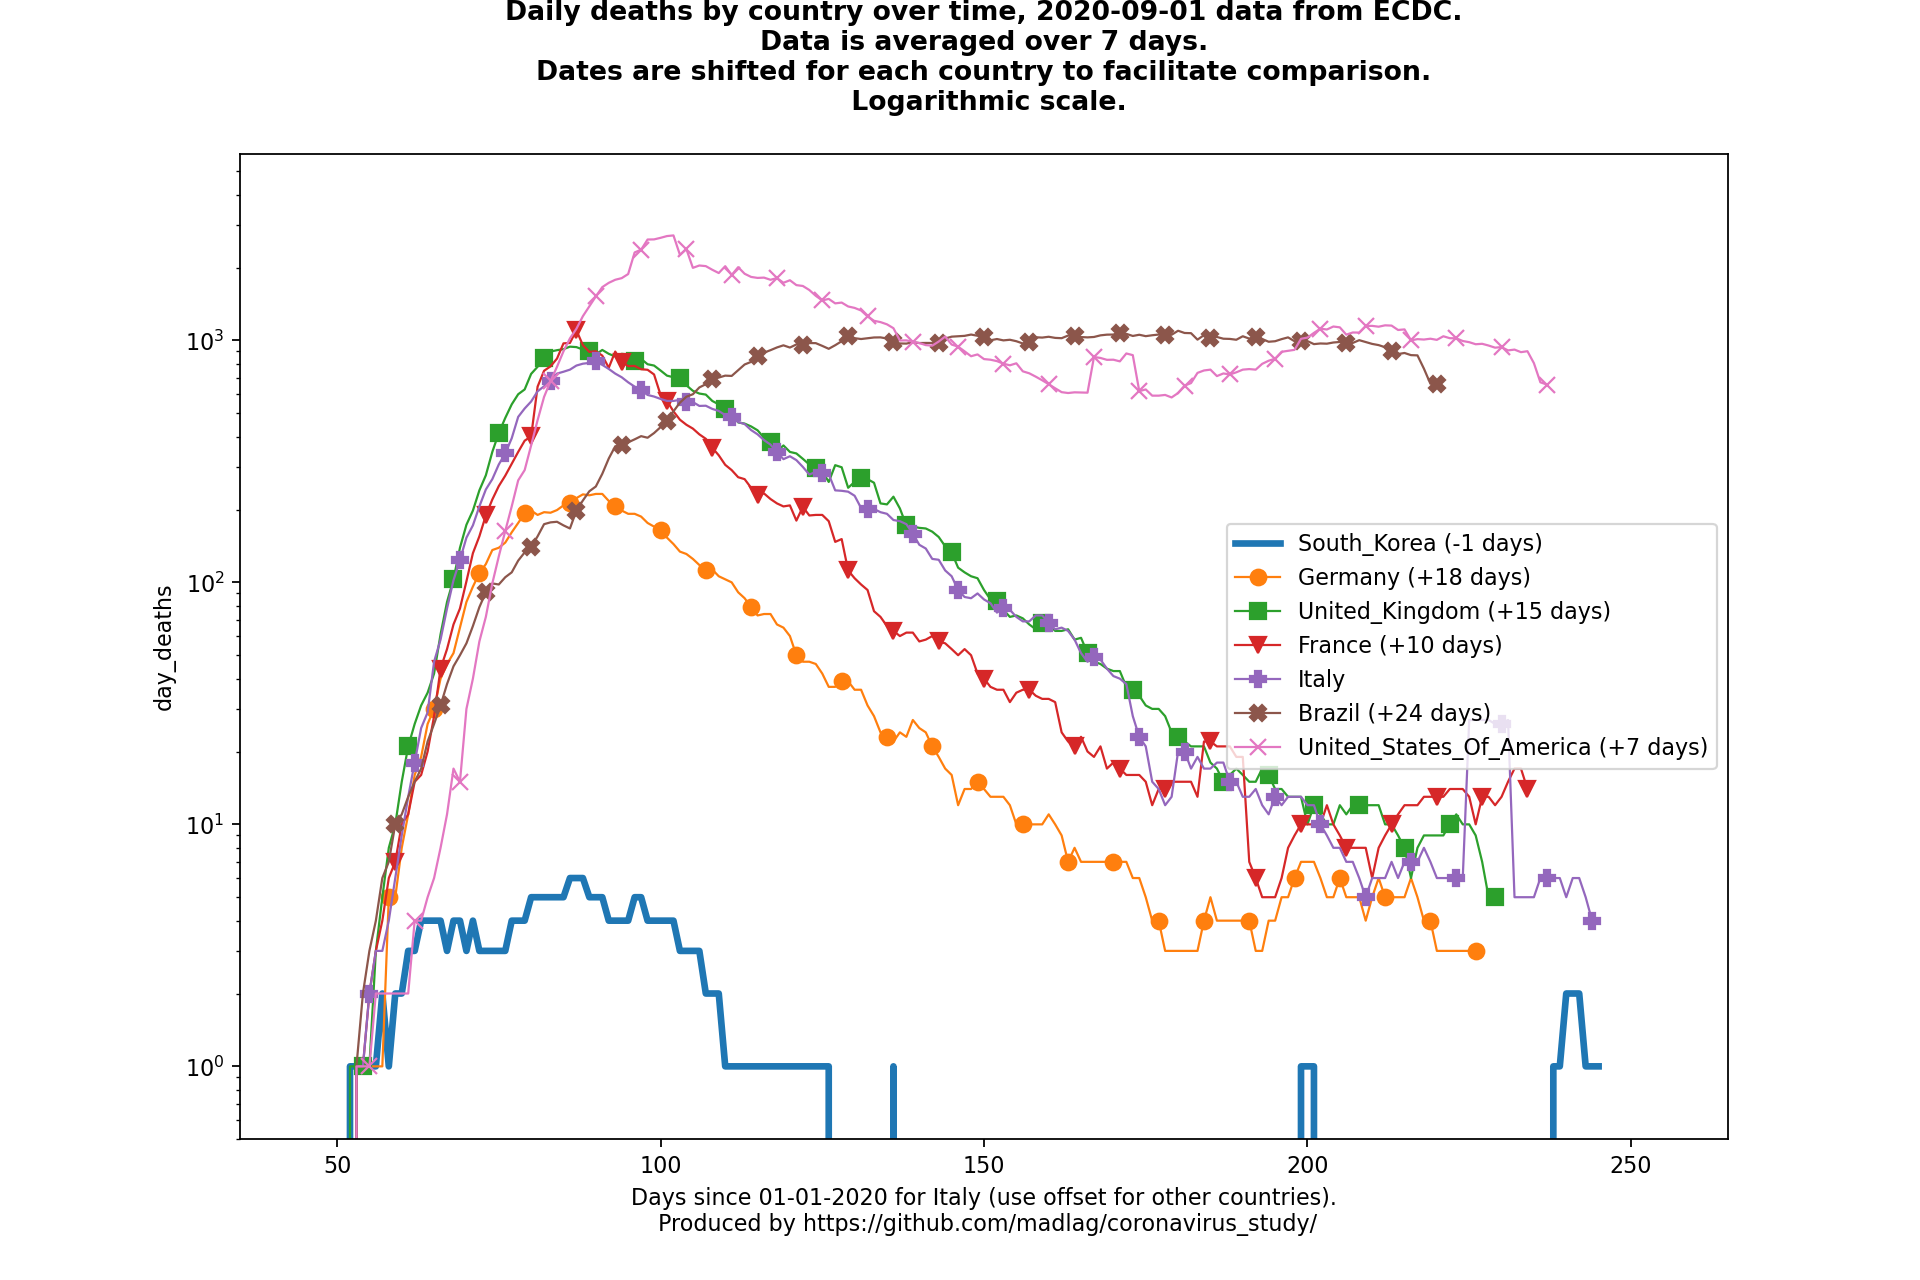 Daily deaths by country over time, 2020-09-01 data from ECDC.
Data is averaged over 7 days.
Dates are shifted for each country to facilitate comparison.
Logarithmic scale.
day_deaths
10³
10²
10¹
10⁰
South_Korea (-1 days)
Germany (+18 days)
United_Kingdom (+15 days)
France (+10 days)
Italy
Brazil (+24 days)
United_States_Of_America (+7 days)
50 100 150 200 250
Days since 01-01-2020 for Italy (use offset for other countries).
Produced by https://github.com/madlag/coronavirus_study/